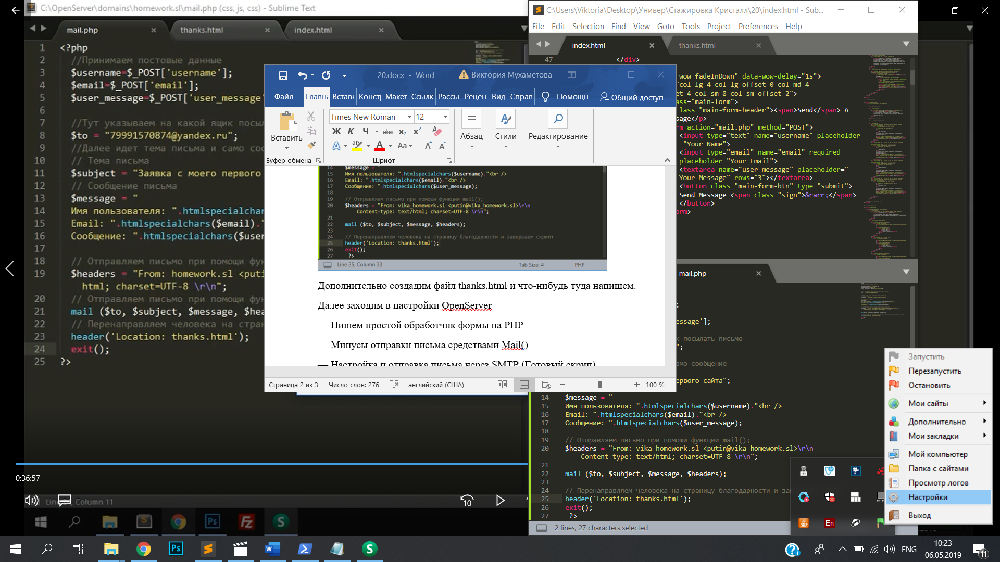 C:\OpenServer\domains\homework.sl\mail.php (css, js, css) - Sublime Text
mail.php
thanks.html
index.html
1 <?php
2 //Принимаем постовые данные
3 $username=$_POST['username'];
4 $email=$_POST['email'];
5 $user_message=$_POST['user_message'
6
7 //Тут указываем на какой ящик посыл
8 $to = "79991570874@yandex.ru";
9 //Далее идет тема письма и само соо
10 // Тема письма
11 $subject = "Заявка с моего первого
12 // Сообщение письма
13 $message = "
14 Имя пользователя: ".htmlspecialchar
15 Email: ".htmlspecialchars($email)."
16 Сообщение: ".htmlspecialchars($user
17
18 // Отправляем письмо при помощи фун
19 $headers = "From: homework.sl <puti
html; charset=UTF-8 \r\n";
20 // Отправляем письмо при помощи фун
21 mail ($to, $subject, $message, $hea
22 // Перенаправляем человека на стран
23 header('Location: thanks.html');
24 exit();
25 ?>
0:36:57
Line 24, Column 11
10
C:\Users\Viktoria\Desktop\Универ\Стажировка Кристалл\20\index.html - Sub...
File Edit Selection Find View Goto Tools Project Preferences Help
index.html
thanks.html
47 </div>
wow fadeInDown" data-wow-delay="1s">
"col-lg-4 col-lg-offset-0 col-md-4
et-4 col-sm-8 col-sm-offset-2">
ass="main-form">
class="main-form-header"><span>Send</span> A
sage</p>
rm action="mail.php" method="POST">
<input type="text" name="username" placeholder
="Your Name">
<input type="email" name="email" required
placeholder="Your Email">
<textarea name="user_message" placeholder="
Your Message" rows="3"></textarea>
<button class="main-form-btn" type="submit">
Send Message <span class="sign">&rarr;</span>
</button>
orm>
mail.php
;
essage'];
к посылать письмо
";
амо сообщение
ервого сайта";
14 $message = "
15 Имя пользователя: ".htmlspecialchars($username)."<br />
16 Email: ".htmlspecialchars($email)."<br />
17 Сообщение: ".htmlspecialchars($user_message);
18
19 // Отправляем письмо при помощи функции mail();
20 $headers = "From: vika_homework.sl <putin@vika_homework.sl>\r\n
Content-type: text/html; charset=UTF-8 \r\n";
21
22 mail ($to, $subject, $message, $headers);
23
24 // Перенаправляем человека на страницу благодарности и за
25 header('Location: thanks.html');
26 exit();
27 ?>
2 lines, 27 characters selected
20.docx - Word
Виктория Мухаметова
Файл Главн Встав Констр Макет Ссылк Рассы. Рецен Вид Справ Помощн Общий доступ
Times New Roman 12
Вставить
Ж К Ч abc x₂ x²
А Aa A A
Абзац
Стили
Редактирование
Буфер обмена
Шрифт
14 $message = "
15 Имя пользователя: ".htmlspecialchars($username)."<br />
16 Email: ".htmlspecialchars($email)."<br />
17 Сообщение: ".htmlspecialchars($user_message);
18
19 // Отправляем письмо при помощи функции mail();
20 $headers = "From: vika_homework.sl <putin@vika_homework.sl>\r\n
Content-type: text/html; charset=UTF-8 \r\n";
21
22 mail ($to, $subject, $message, $headers);
23
24 // Перенаправляем человека на страницу благодарности и завершаем скрипт
25 header('Location: thanks.html');
26 exit();
27 ?>
Line 25, Column 33
Tab Size: 4
PHP
Дополнительно создадим файл thanks.html и что-нибудь туда напишем.
Далее заходим в настройки OpenServer
— Пишем простой обработчик формы на PHP
— Минусы отправки письма средствами Mail()
— Настройка и отправка письма через SMTP (Готовый скрип)
Страница 2 из 3
Число слов: 276
английский (США)
100 %
Запустить
Перезапустить
Остановить
Мои сайты
Дополнительно
Мои закладки
Мой компьютер
Папка с сайтами
Просмотр логов
Настройки
Выход
En
Ps
Fz
S
Ps
W
S
ENG
10:23
06.05.2019
11